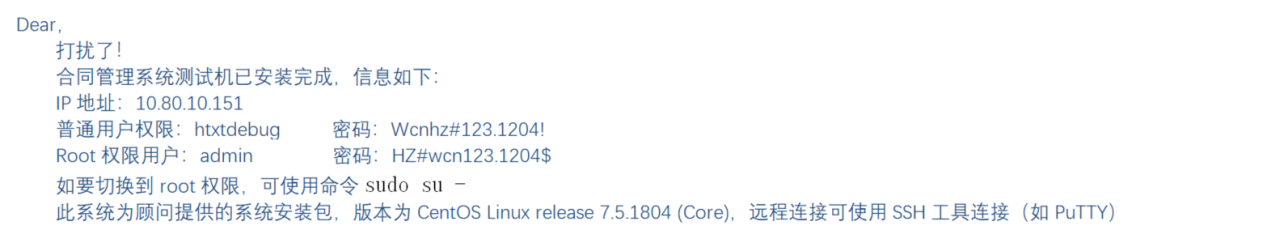 Dear,
打扰了！
合同管理系统测试机已安装完成，信息如下：
IP 地址：10.80.10.151
普通用户权限：htxtdebug 密码：Wcnhz#123.1204!
Root 权限用户：admin 密码：HZ#wcn123.1204$
如要切换到 root 权限，可使用命令 sudo su -
此系统为顾问提供的系统安装包，版本为 CentOS Linux release 7.5.1804 (Core)，远程连接可使用 SSH 工具连接（如 PuTTY）